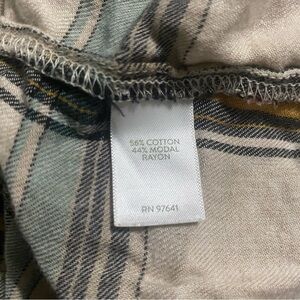 56% COTTON
44% MODAL
RAYON
RN 97641